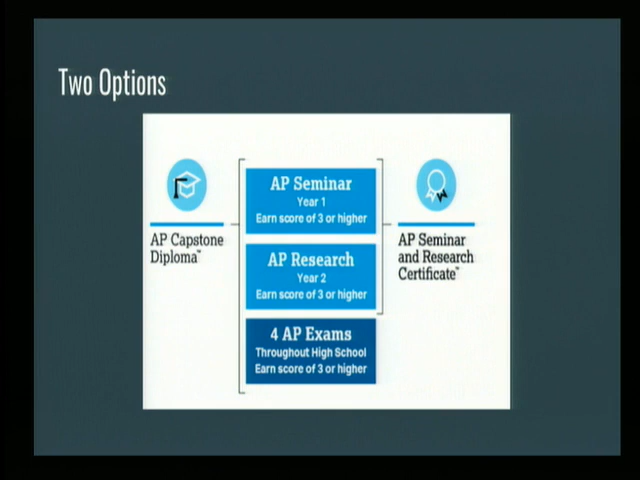 Two Options
AP Capstone
Diploma™
AP Seminar
Year 1
Earn score of 3 or higher
AP Research
Year 2
Earn score of 3 or higher
4 AP Exams
Throughout High School
Earn score of 3 or higher
AP Seminar
and Research
Certificate™